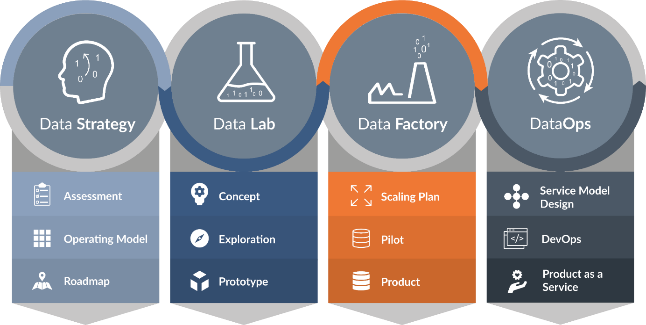 Data Strategy
Data Lab
Data Factory
DataOps
Assessment
Operating Model
Roadmap
Concept
Exploration
Prototype
Scaling Plan
Pilot
Product
Service Model
Design
DevOps
Product as a
Service